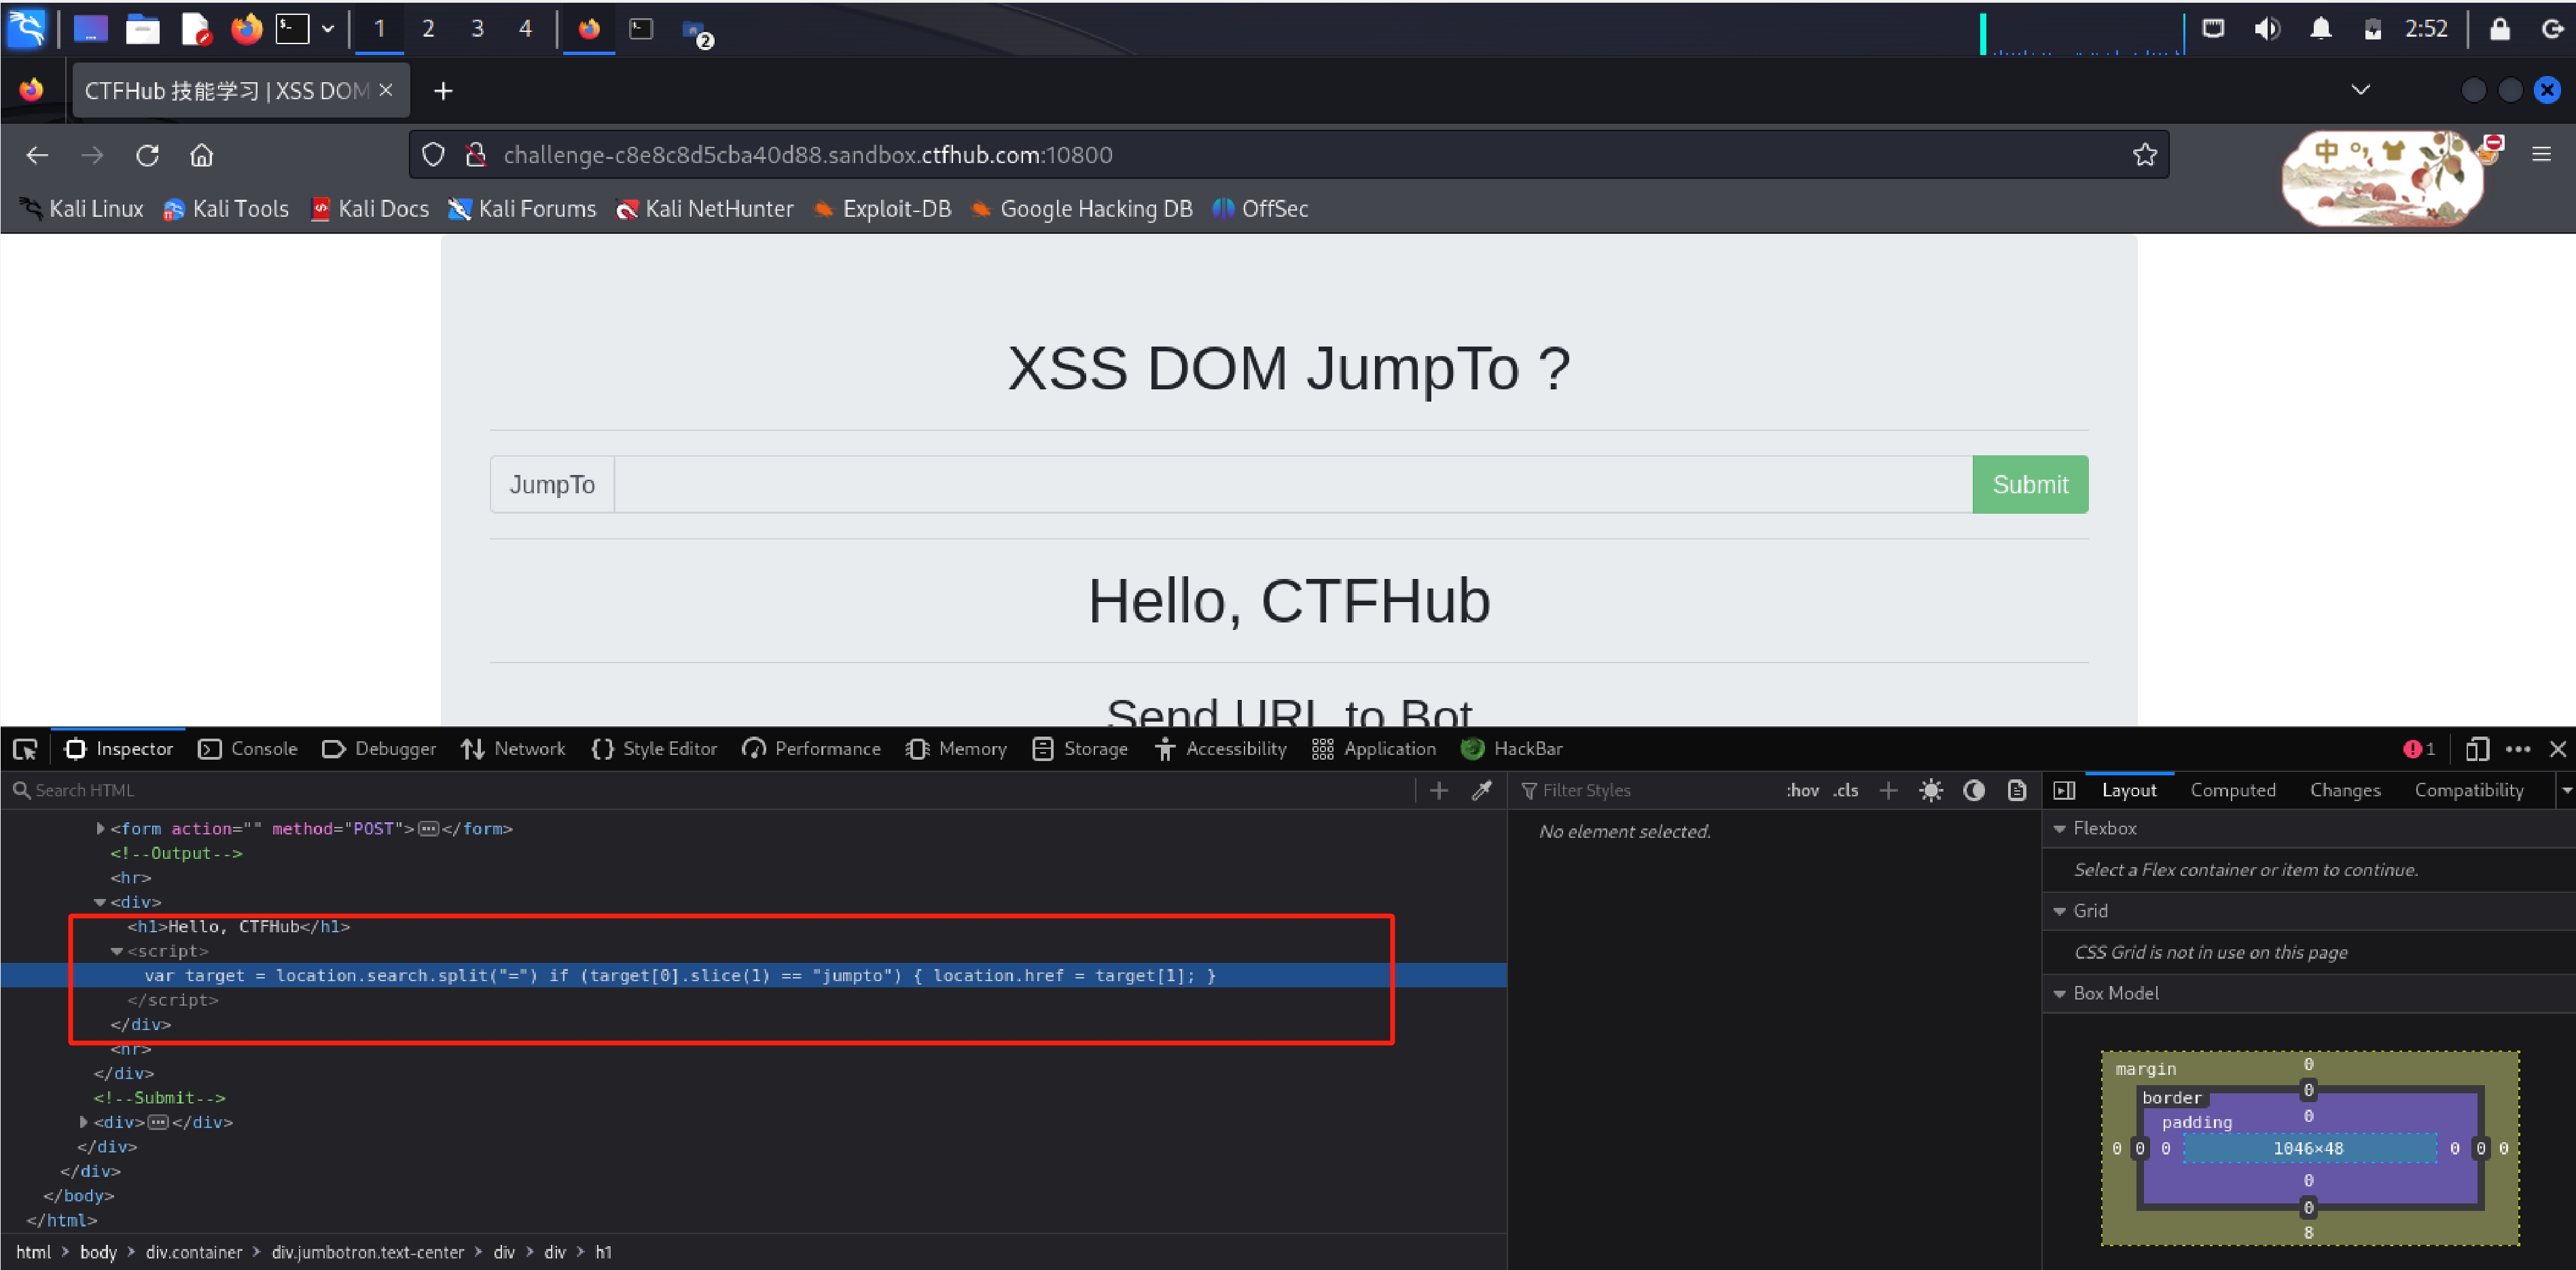 1 2 3 4 2 2:52
CTFHub 技能学习 | XSS DOM
challenge-c8e8c8d5cba40d88.sandbox.ctfhub.com:10800
中
Kali Linux Kali Tools Kali Docs Kali Forums Kali NetHunter Exploit-DB Google Hacking DB OffSec
XSS DOM JumpTo ?
JumpTo Submit
Hello, CTFHub
Send URL to Bot
Inspector Console Debugger Network Style Editor Performance Memory Storage Accessibility Application HackBar 1
Search HTML Filter Styles :hov .cls Layout Computed Changes Compatibility
<form action="" method="POST"></form>
<!--Output-->
<hr>
<div>
<h1>Hello, CTFHub</h1>
<script>
var target = location.search.split("=") if (target[0].slice(1) == "jumpto") { location.href = target[1]; }
</script>
</div>
<hr>
</div>
<!--Submit-->
<div></div>
</div>
</div>
</body>
</html>
html > body > div.container > div.jumbotron.text-center > div > div > h1
No element selected.
Flexbox
Select a Flex container or item to continue.
Grid
CSS Grid is not in use on this page
Box Model
margin 0
border 0
padding 0
0 0 0 1046×48 0 0 0
0
0
8